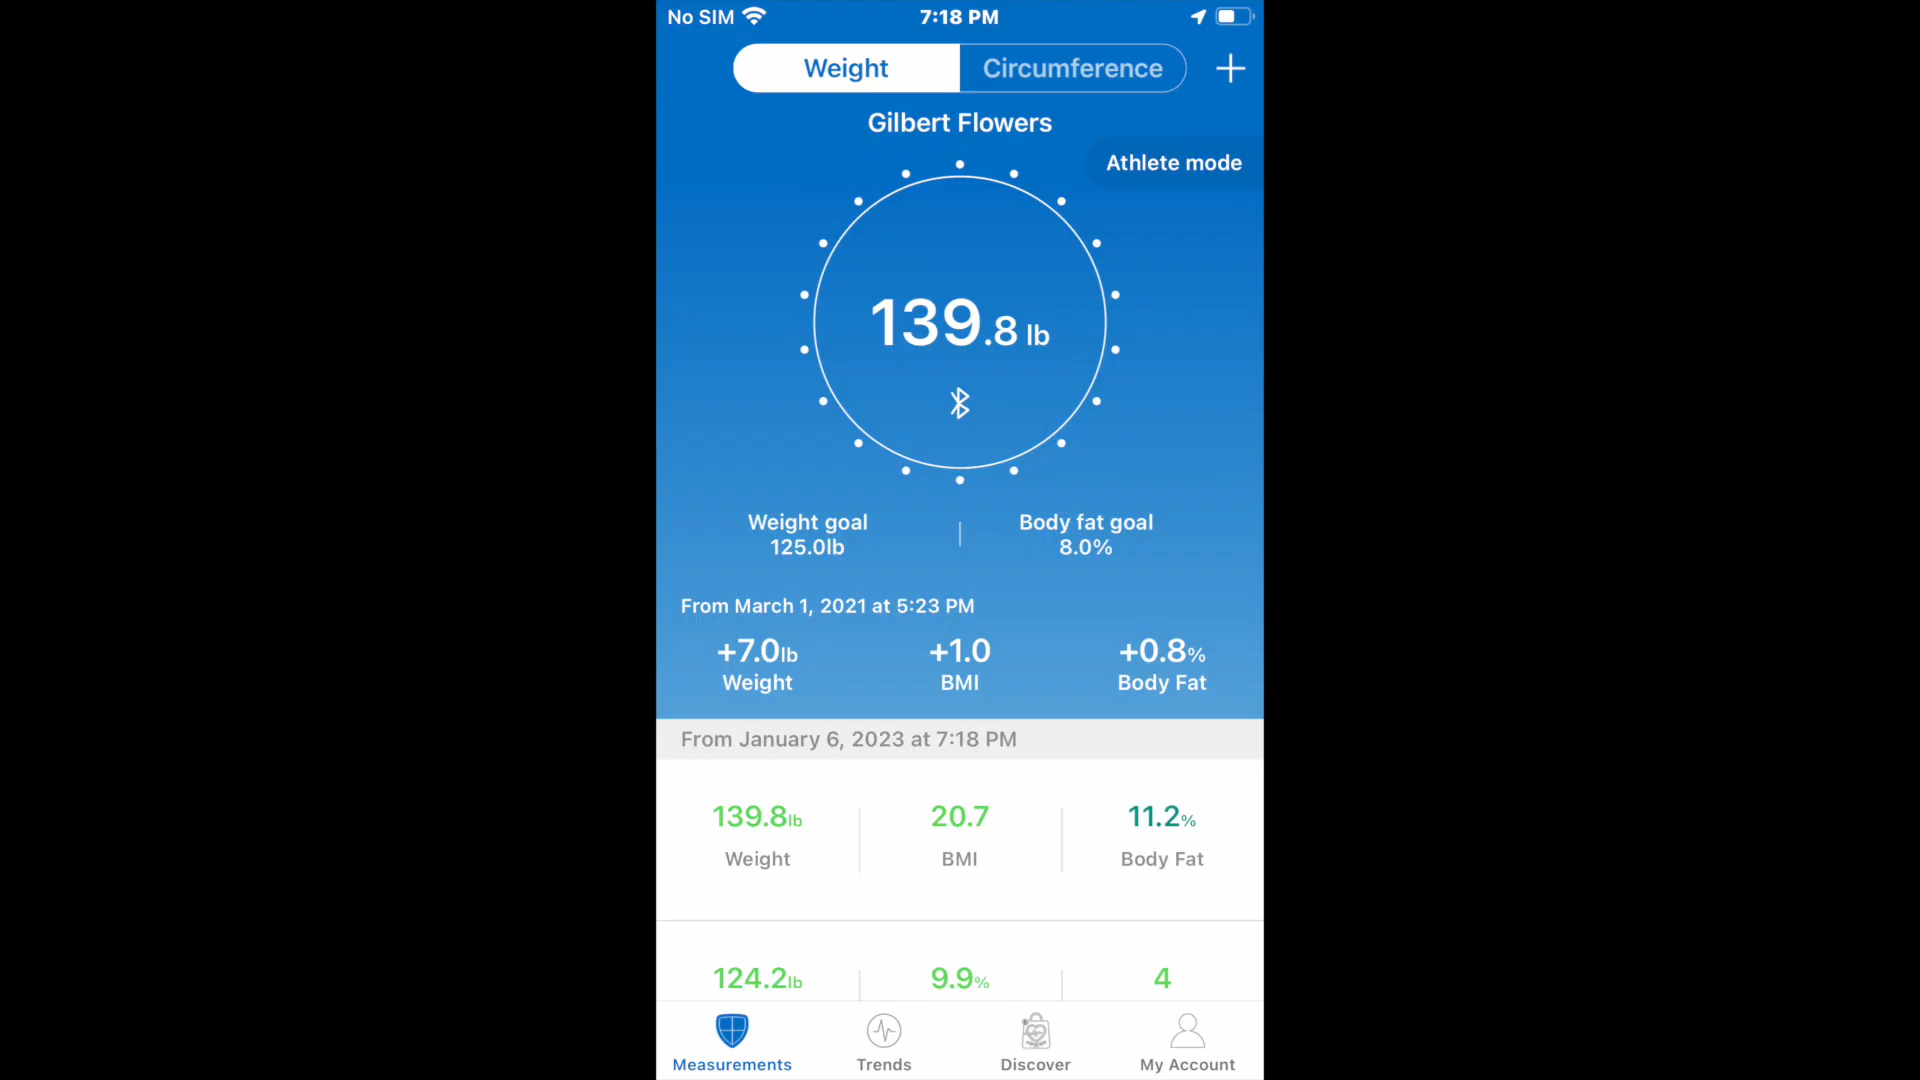 No SIM 7:18 PM
Weight Circumference
Gilbert Flowers
Athlete mode
139.8 lb
Weight goal Body fat goal
125.0lb 8.0%
From March 1, 2021 at 5:23 PM
+7.0lb +1.0 +0.8%
Weight BMI Body Fat
From January 6, 2023 at 7:18 PM
139.8lb 20.7 11.2%
Weight BMI Body Fat
124.2lb 9.9% 4
Measurements Trends Discover My Account